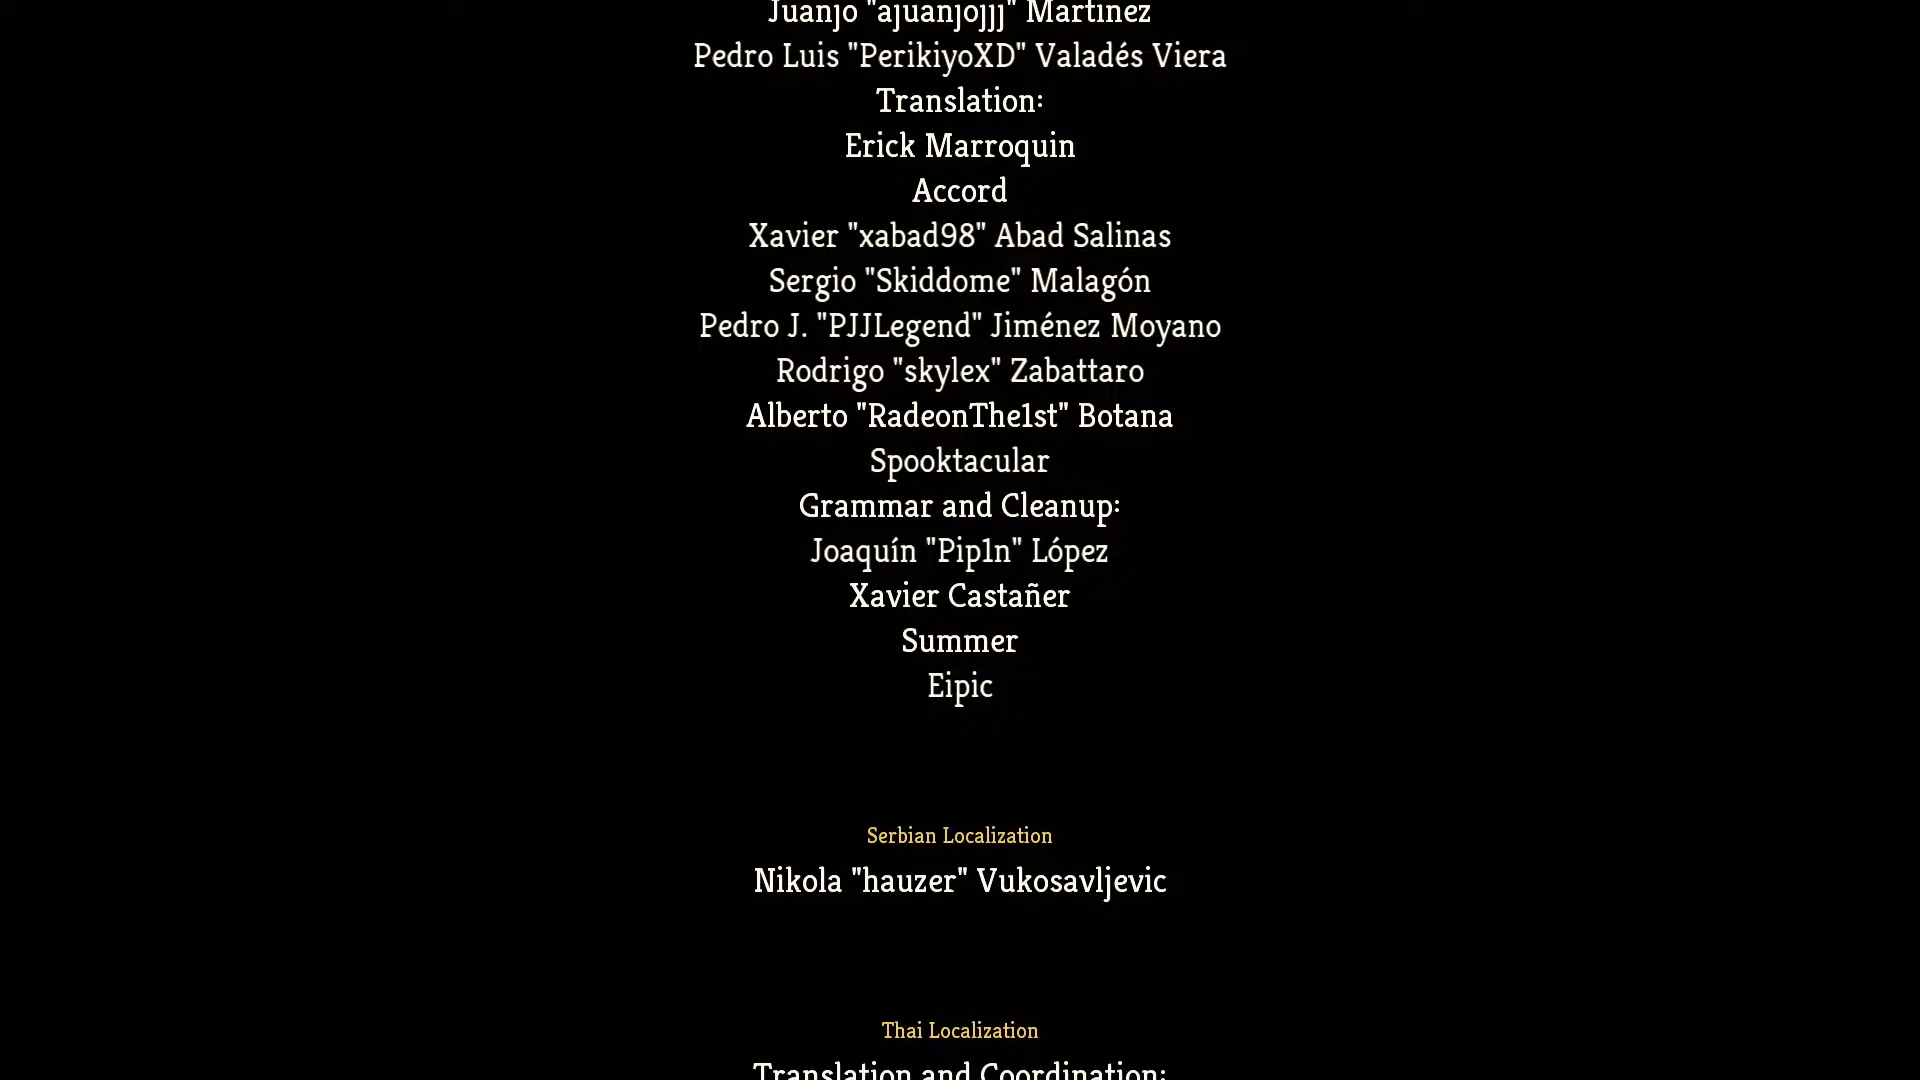 Juanjo "ajuanjojjj" Martínez
Pedro Luis "PerikiyoXD" Valadés Viera
Translation:
Erick Marroquin
Accord
Xavier "xabad98" Abad Salinas
Sergio "Skiddome" Malagón
Pedro J. "PJJLegend" Jiménez Moyano
Rodrigo "skylex" Zabattaro
Alberto "RadeonThe1st" Botana
Spooktacular
Grammar and Cleanup:
Joaquín "Pip1n" López
Xavier Castañer
Summer
Eipic
Serbian Localization
Nikola "hauzer" Vukosavljevic
Thai Localization
Translation and Coordination: